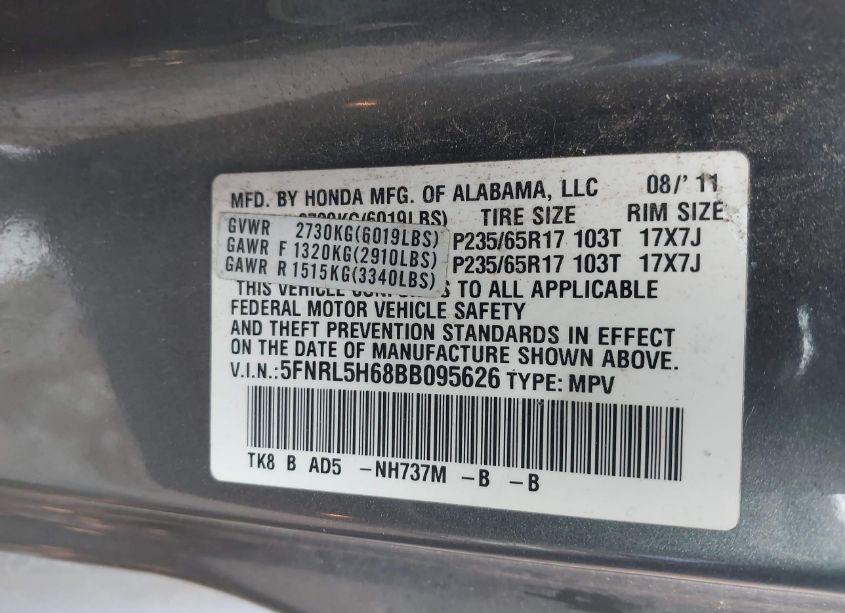 MFD. BY HONDA MFG. OF ALABAMA, LLC 08/'11
2730KG(6019LBS) TIRE SIZE RIM SIZE
GVWR 2730KG(6019LBS)
GAWR F 1320KG(2910LBS) P235/65R17 103T 17X7J
GAWR R 1515KG(3340LBS) P235/65R17 103T 17X7J
THIS VEHICLE CONFORMS TO ALL APPLICABLE
FEDERAL MOTOR VEHICLE SAFETY
AND THEFT PREVENTION STANDARDS IN EFFECT
ON THE DATE OF MANUFACTURE SHOWN ABOVE.
V.I.N.:5FNRL5H68BB095626 TYPE: MPV
TK8 B AD5 -NH737M -B -B